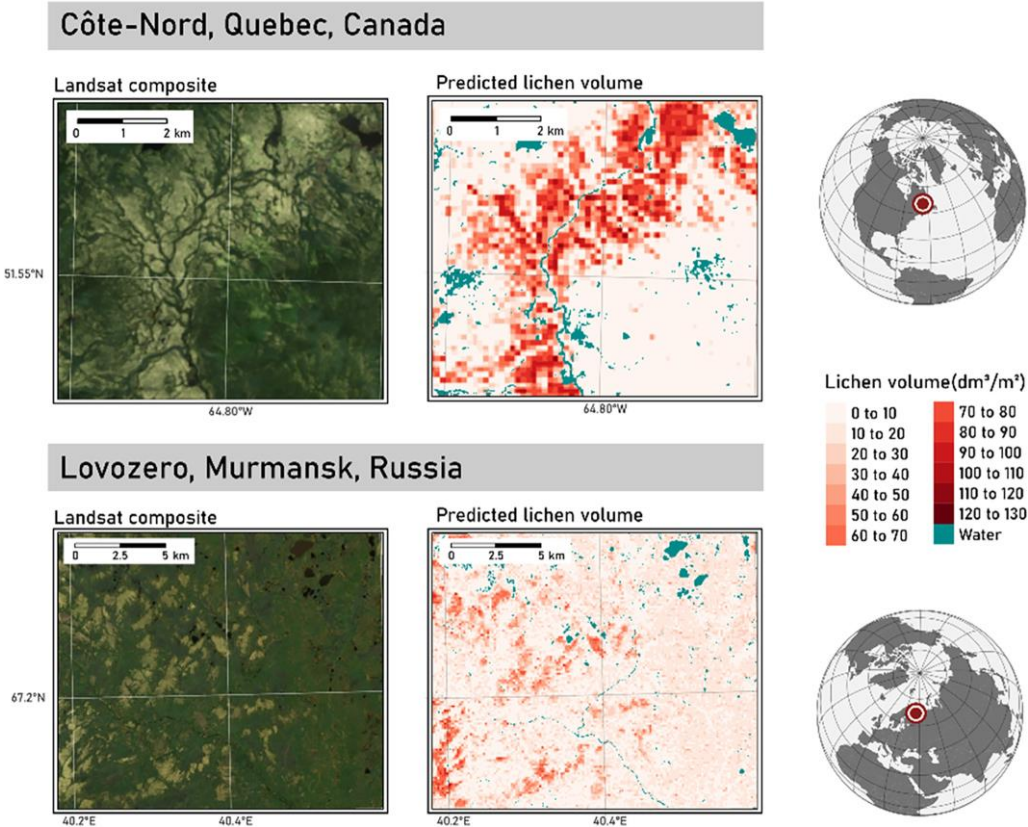 Côte-Nord, Quebec, Canada
Landsat composite
Predicted lichen volume
0 1 2 km
0 1 2 km
51.55°N
64.80°W
64.80°W
Lichen volume(dm³/m²)
0 to 10
10 to 20
20 to 30
30 to 40
40 to 50
50 to 60
60 to 70
70 to 80
80 to 90
90 to 100
100 to 110
110 to 120
120 to 130
Water
Lovozero, Murmansk, Russia
Landsat composite
Predicted lichen volume
0 2.5 5 km
0 2.5 5 km
67.2°N
40.2°E 40.4°E
40.2°E 40.4°E